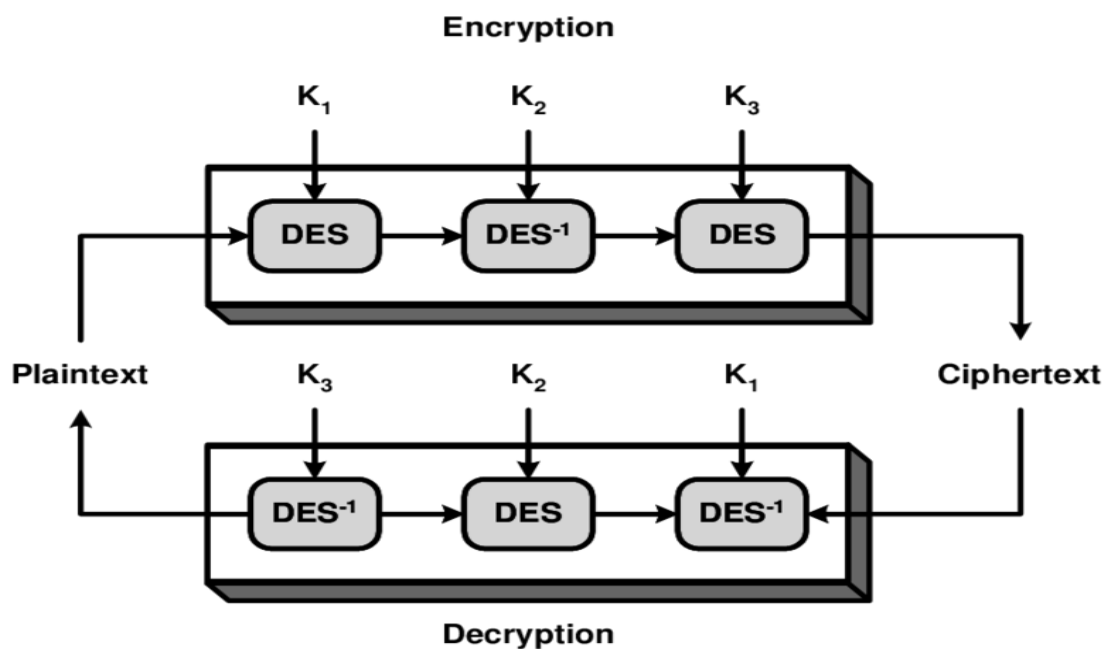 Encryption
K₁ K₂ K₃
DES DES⁻¹ DES
Plaintext K₃ K₂ K₁ Ciphertext
DES⁻¹ DES DES⁻¹
Decryption